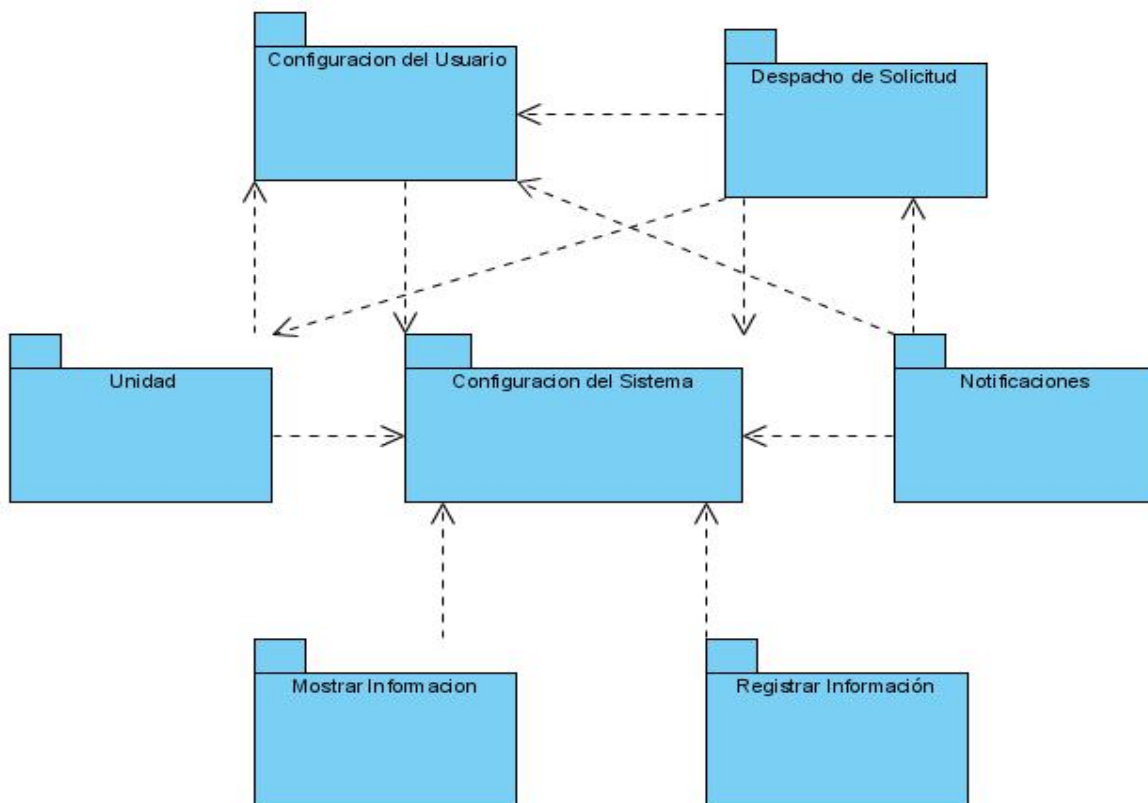 Configuracion del Usuario
Despacho de Solicitud
Unidad
Configuracion del Sistema
Notificaciones
Mostrar Informacion
Registrar Información